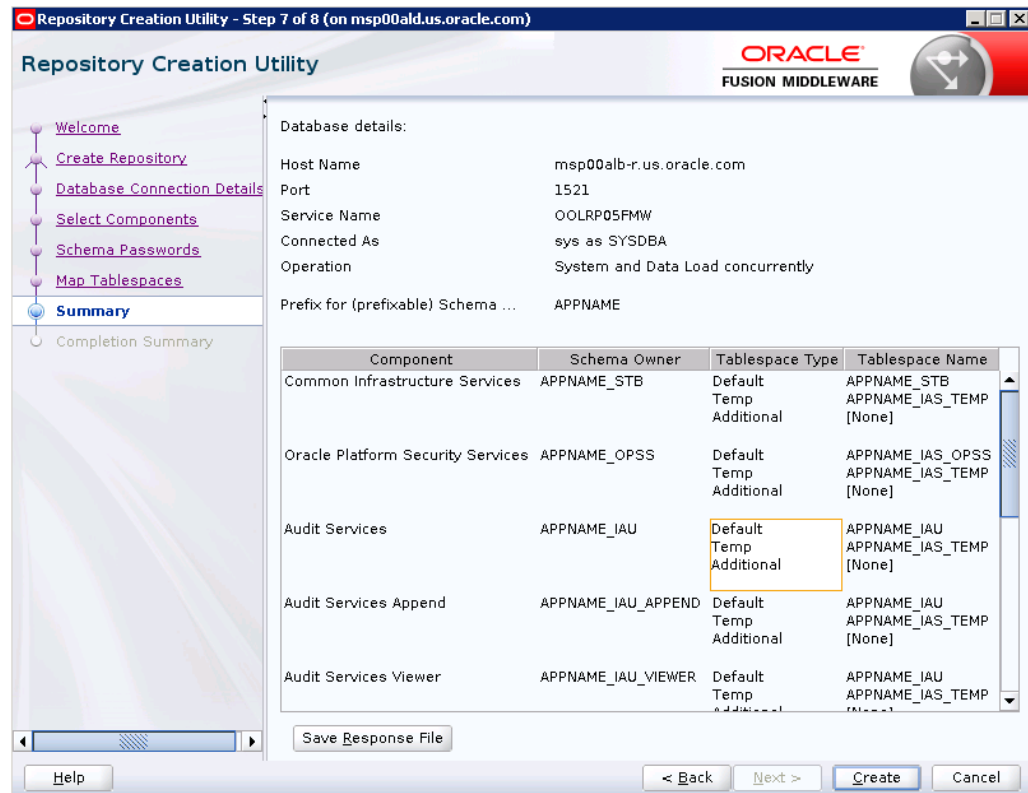 Repository Creation Utility - Step 7 of 8 (on msp00ald.us.oracle.com)
Repository Creation Utility
ORACLE
FUSION MIDDLEWARE
Welcome
Create Repository
Database Connection Details
Select Components
Schema Passwords
Map Tablespaces
Summary
Completion Summary
Database details:
Host Name msp00alb-r.us.oracle.com
Port 1521
Service Name OOLRP05FMW
Connected As sys as SYSDBA
Operation System and Data Load concurrently
Prefix for (prefixable) Schema ... APPNAME
Component Schema Owner Tablespace Type Tablespace Name
Common Infrastructure Services APPNAME_STB Default APPNAME_STB
Temp APPNAME_IAS_TEMP
Additional [None]
Oracle Platform Security Services APPNAME_OPSS Default APPNAME_IAS_OPSS
Temp APPNAME_IAS_TEMP
Additional [None]
Audit Services APPNAME_IAU Default APPNAME_IAU
Temp APPNAME_IAS_TEMP
Additional [None]
Audit Services Append APPNAME_IAU_APPEND Default APPNAME_IAU
Temp APPNAME_IAS_TEMP
Additional [None]
Audit Services Viewer APPNAME_IAU_VIEWER Default APPNAME_IAU
Temp APPNAME_IAS_TEMP
Save Response File
Help < Back Next > Create Cancel